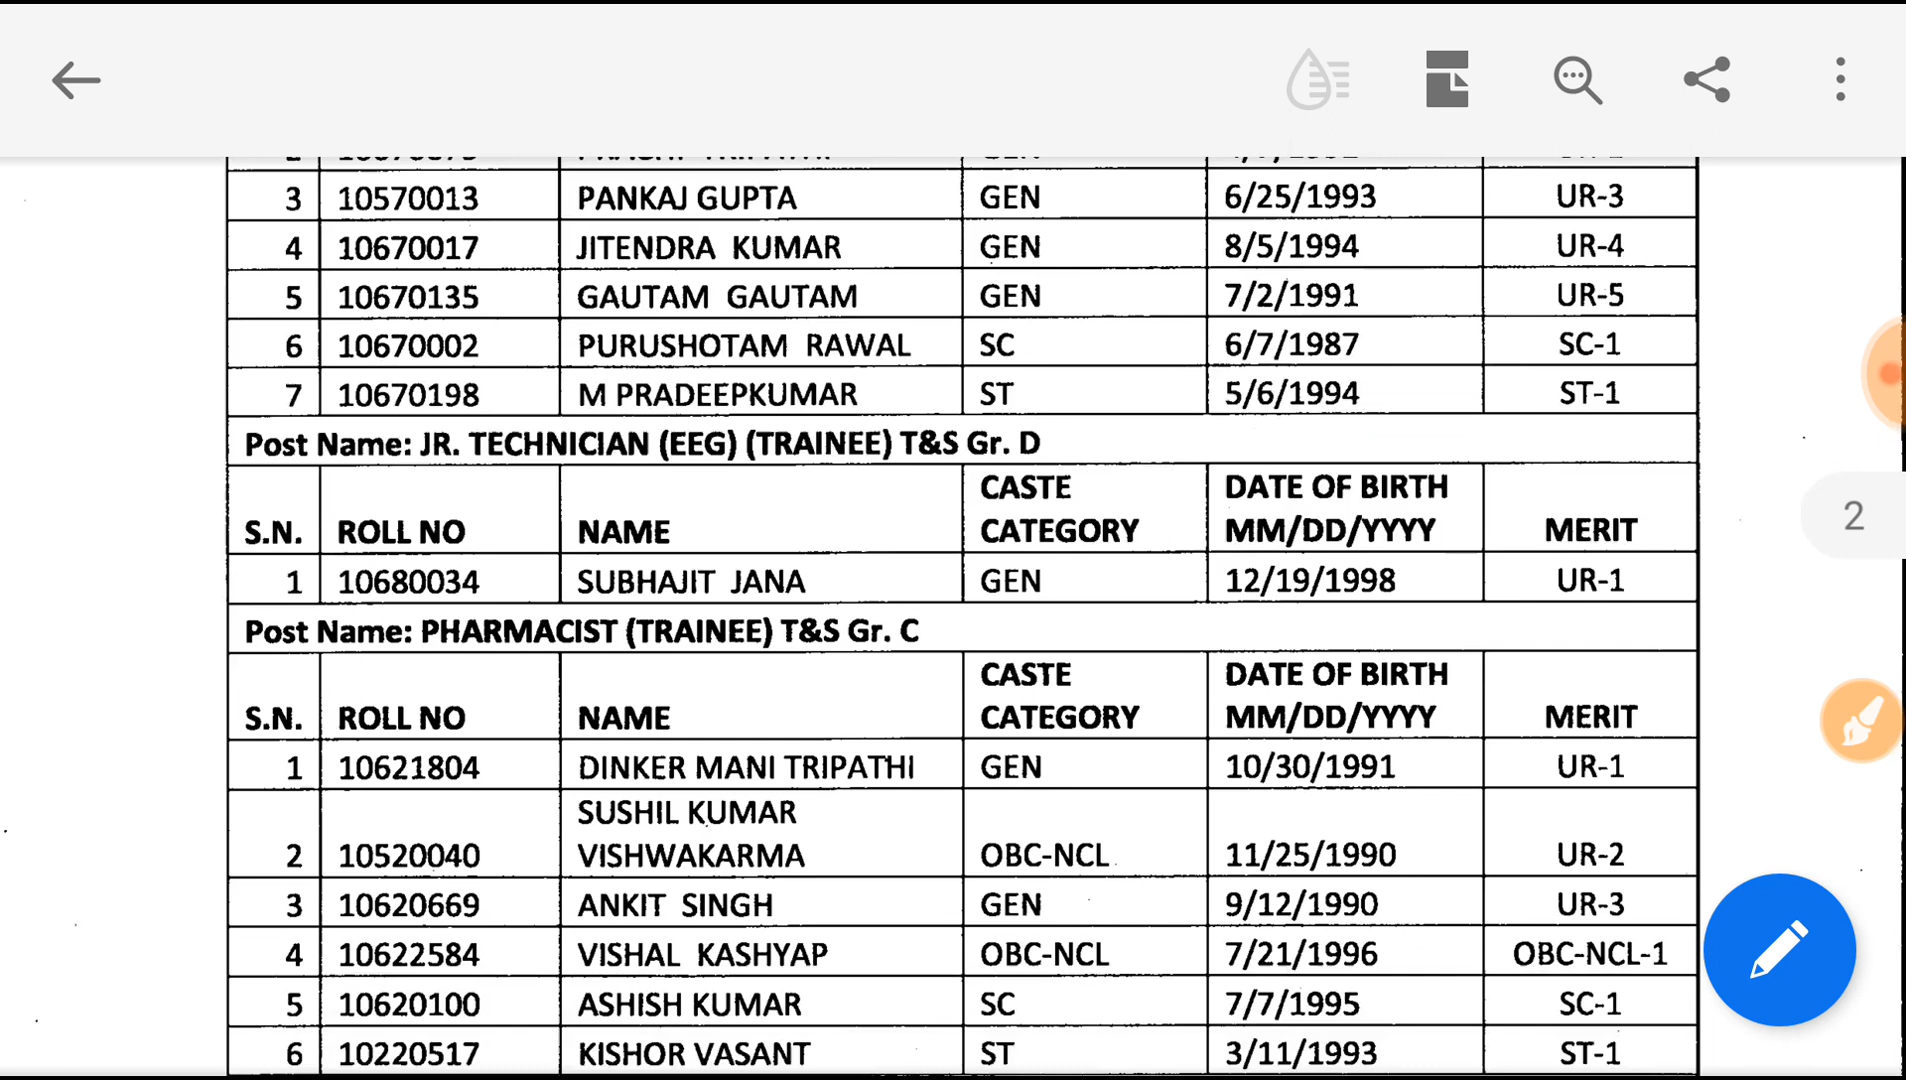 3 10570013 PANKAJ GUPTA GEN 6/25/1993 UR-3
4 10670017 JITENDRA KUMAR GEN 8/5/1994 UR-4
5 10670135 GAUTAM GAUTAM GEN 7/2/1991 UR-5
6 10670002 PURUSHOTAM RAWAL SC 6/7/1987 SC-1
7 10670198 M PRADEEPKUMAR ST 5/6/1994 ST-1
Post Name: JR. TECHNICIAN (EEG) (TRAINEE) T&S Gr. D
CASTE DATE OF BIRTH
S.N. ROLL NO NAME CATEGORY MM/DD/YYYY MERIT
2
1 10680034 SUBHAJIT JANA GEN 12/19/1998 UR-1
Post Name: PHARMACIST (TRAINEE) T&S Gr. C
CASTE DATE OF BIRTH
S.N. ROLL NO NAME CATEGORY MM/DD/YYYY MERIT
1 10621804 DINKER MANI TRIPATHI GEN 10/30/1991 UR-1
SUSHIL KUMAR
2 10520040 VISHWAKARMA OBC-NCL 11/25/1990 UR-2
3 10620669 ANKIT SINGH GEN 9/12/1990 UR-3
4 10622584 VISHAL KASHYAP OBC-NCL 7/21/1996 OBC-NCL-1
5 10620100 ASHISH KUMAR SC 7/7/1995 SC-1
6 10220517 KISHOR VASANT ST 3/11/1993 ST-1